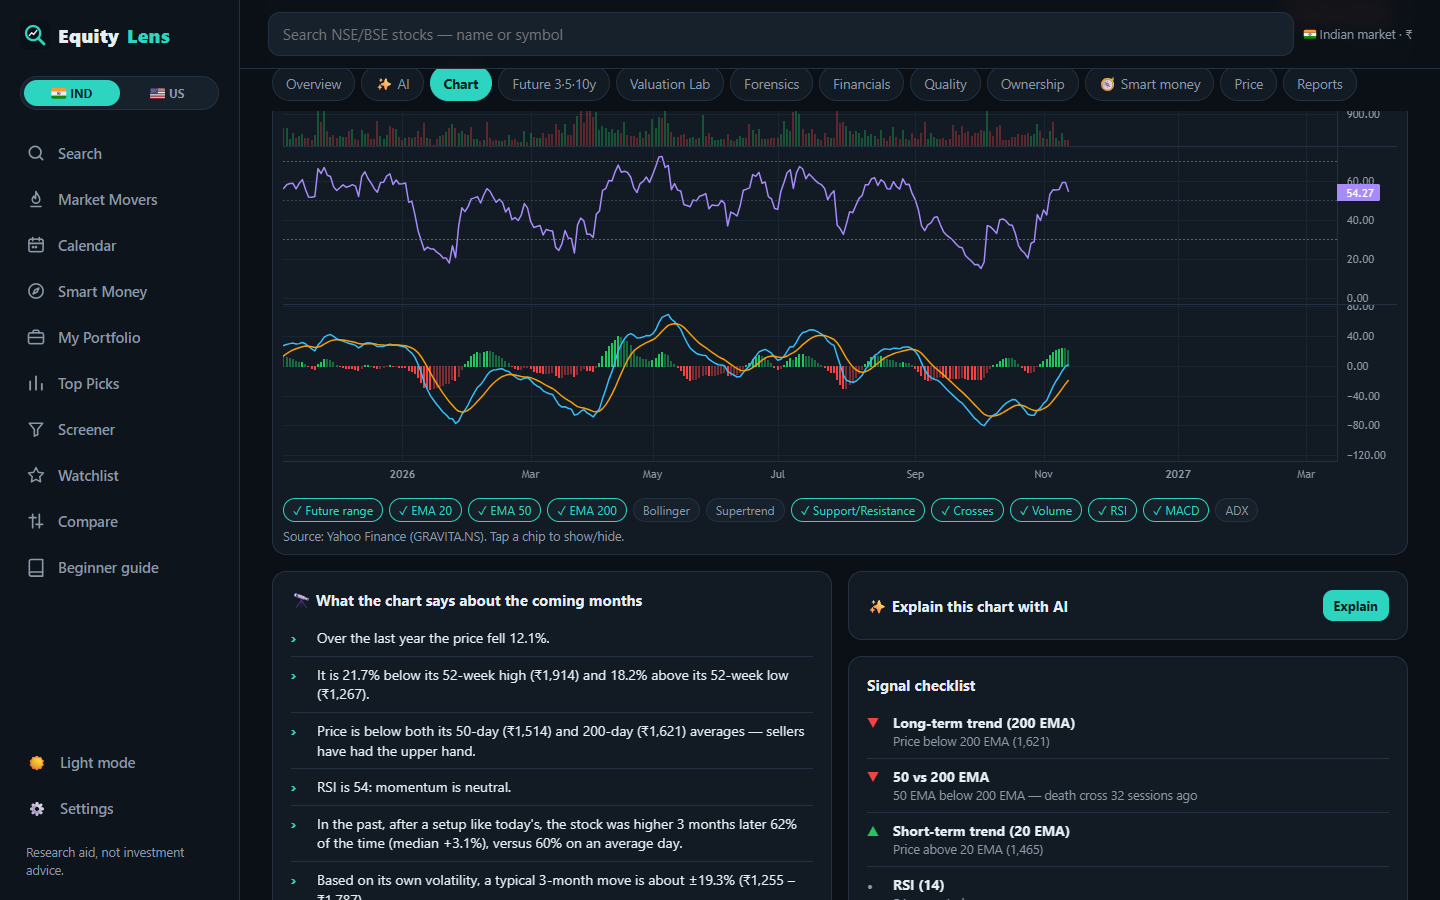 Equity Lens
Search NSE/BSE stocks — name or symbol
Indian market · ₹
IND
US
Overview
AI
Chart
Future 3·5·10y
Valuation Lab
Forensics
Financials
Quality
Ownership
Smart money
Price
Reports
Search
Market Movers
Calendar
Smart Money
My Portfolio
Top Picks
Screener
Watchlist
Compare
Beginner guide
Light mode
Settings
Research aid, not investment
advice.
900.00
60.00
54.27
40.00
20.00
0.00
80.00
40.00
0.00
−40.00
−80.00
−120.00
2026
Mar
May
Jul
Sep
Nov
2027
Mar
✓ Future range
✓ EMA 20
✓ EMA 50
✓ EMA 200
Bollinger
Supertrend
✓ Support/Resistance
✓ Crosses
✓ Volume
✓ RSI
✓ MACD
ADX
Source: Yahoo Finance (GRAVITA.NS). Tap a chip to show/hide.
What the chart says about the coming months
› Over the last year the price fell 12.1%.
› It is 21.7% below its 52-week high (₹1,914) and 18.2% above its 52-week low
(₹1,267).
› Price is below both its 50-day (₹1,514) and 200-day (₹1,621) averages — sellers
have had the upper hand.
› RSI is 54: momentum is neutral.
› In the past, after a setup like today's, the stock was higher 3 months later 62%
of the time (median +3.1%), versus 60% on an average day.
› Based on its own volatility, a typical 3-month move is about ±19.3% (₹1,255 –
₹1,787).
Explain this chart with AI
Explain
Signal checklist
Long-term trend (200 EMA)
Price below 200 EMA (1,621)
50 vs 200 EMA
50 EMA below 200 EMA — death cross 32 sessions ago
Short-term trend (20 EMA)
Price above 20 EMA (1,465)
RSI (14)